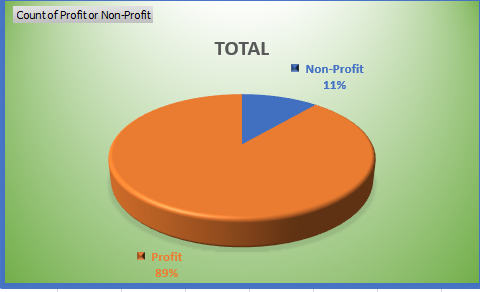 Count of Profit or Non-Profit
TOTAL
Non-Profit
11%
Profit
89%